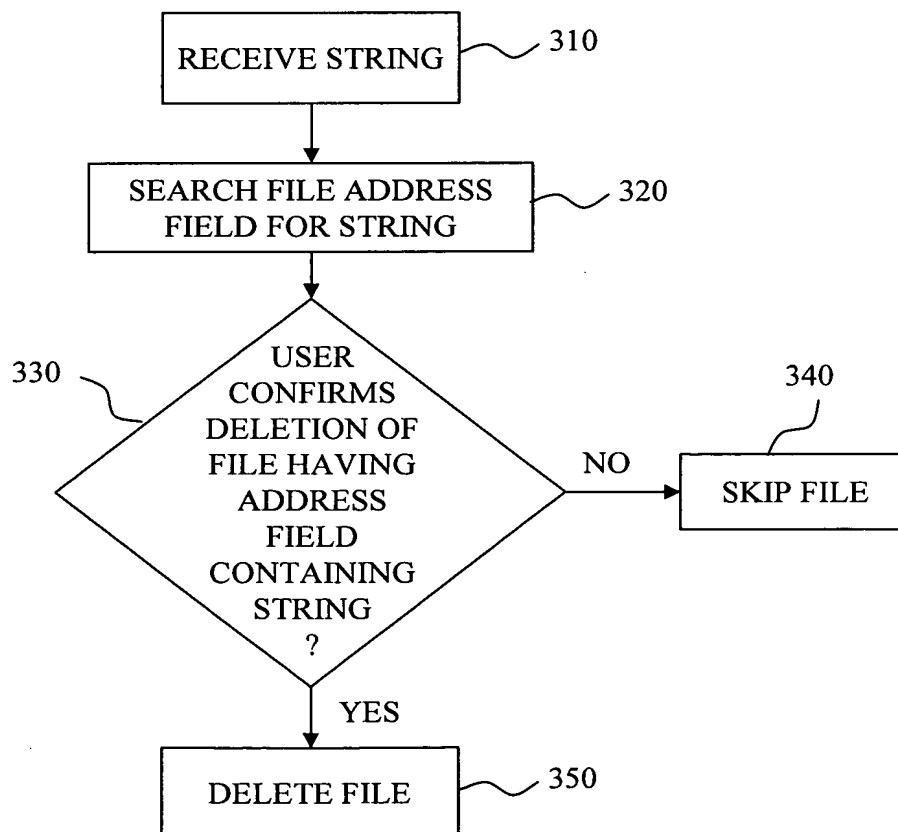 RECEIVE STRING
310
SEARCH FILE ADDRESS
FIELD FOR STRING
320
330
USER
CONFIRMS
DELETION OF
FILE HAVING
ADDRESS
FIELD
CONTAINING
STRING
?
NO
340
SKIP FILE
YES
DELETE FILE
350